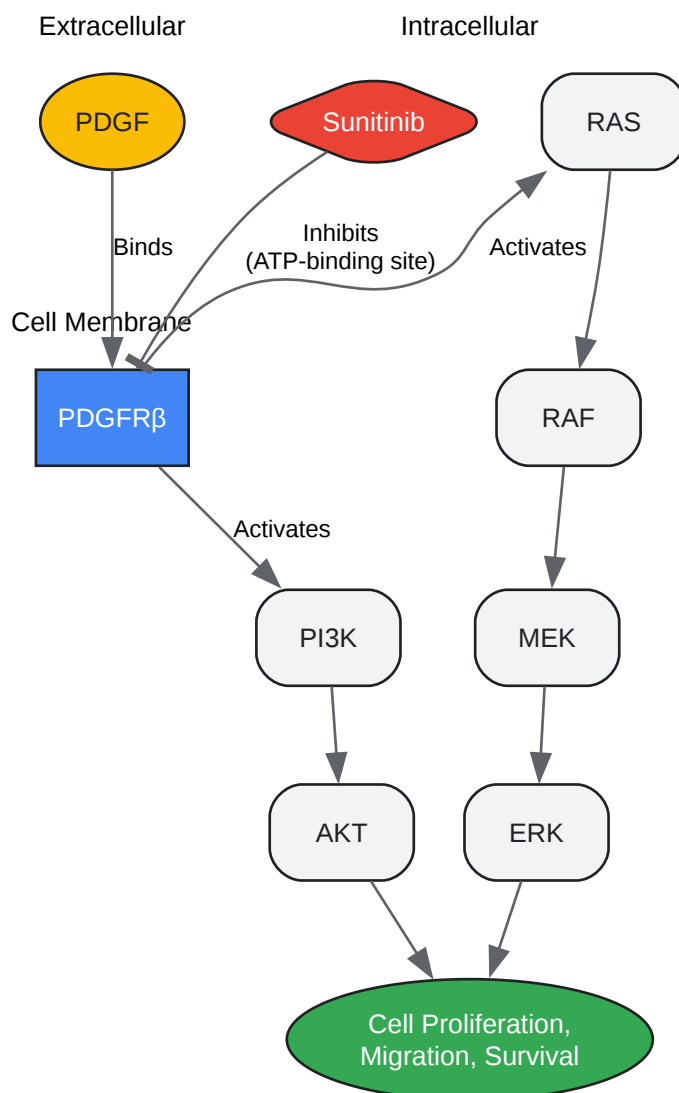 Extracellular
Intracellular
PDGF
Sunitinib
RAS
Binds
Inhibits
(ATP-binding site)
Activates
Cell Membrane
PDGFRβ
RAF
Activates
PI3K
MEK
AKT
ERK
Cell Proliferation,
Migration, Survival